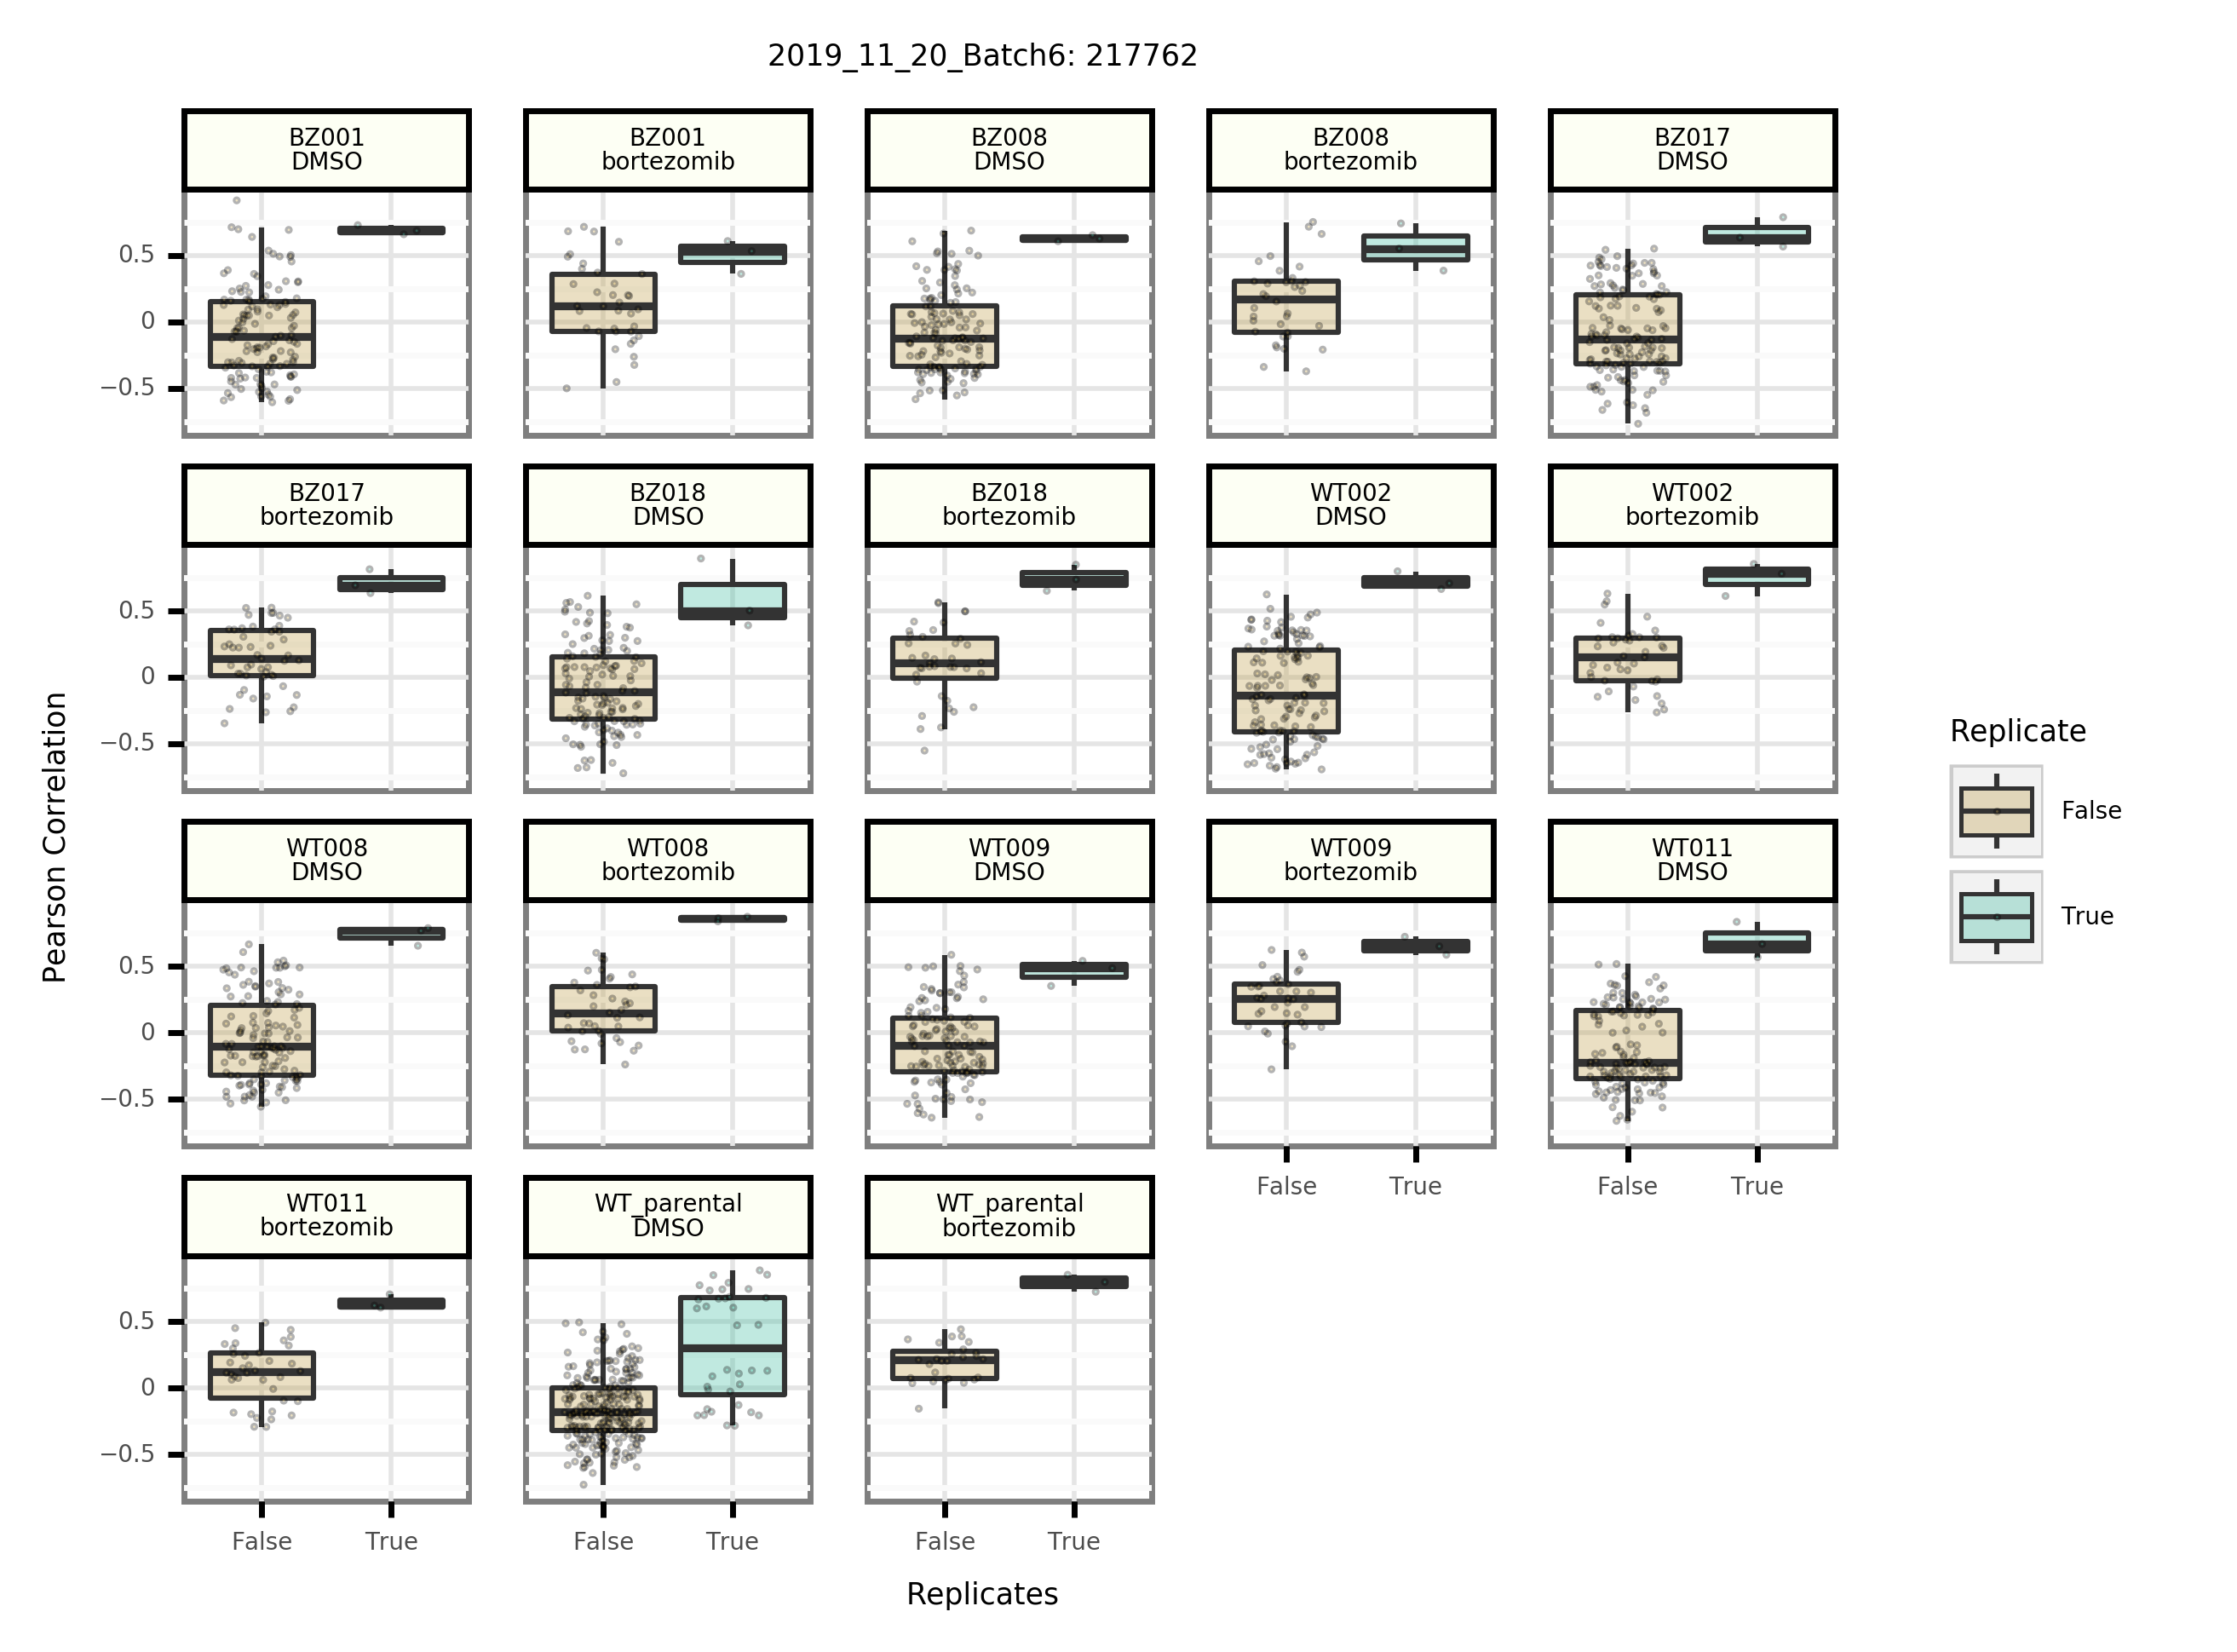 2019_11_20_Batch6: 217762
BZ001
DMSO
BZ001
bortezomib
BZ008
DMSO
BZ008
bortezomib
BZ017
DMSO
0.5
0
−0.5
BZ017
bortezomib
BZ018
DMSO
BZ018
bortezomib
WT002
DMSO
WT002
bortezomib
0.5
0
−0.5
WT008
DMSO
WT008
bortezomib
WT009
DMSO
WT009
bortezomib
WT011
DMSO
0.5
0
−0.5
False
True
False
True
WT011
bortezomib
WT_parental
DMSO
WT_parental
bortezomib
0.5
0
−0.5
False
True
False
True
False
True
Replicates
Pearson Correlation
Replicate
False
True